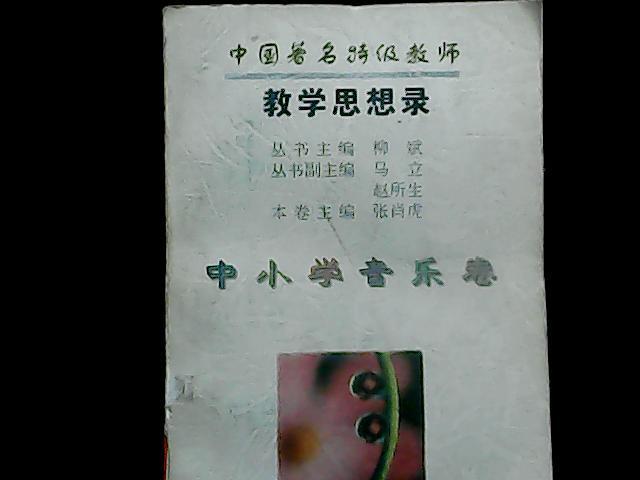 中国著名特级教师
教学思想录
丛书主编 柳斌
丛书副主编 马立
赵所生
本卷主编 张肖虎
中小学音乐卷